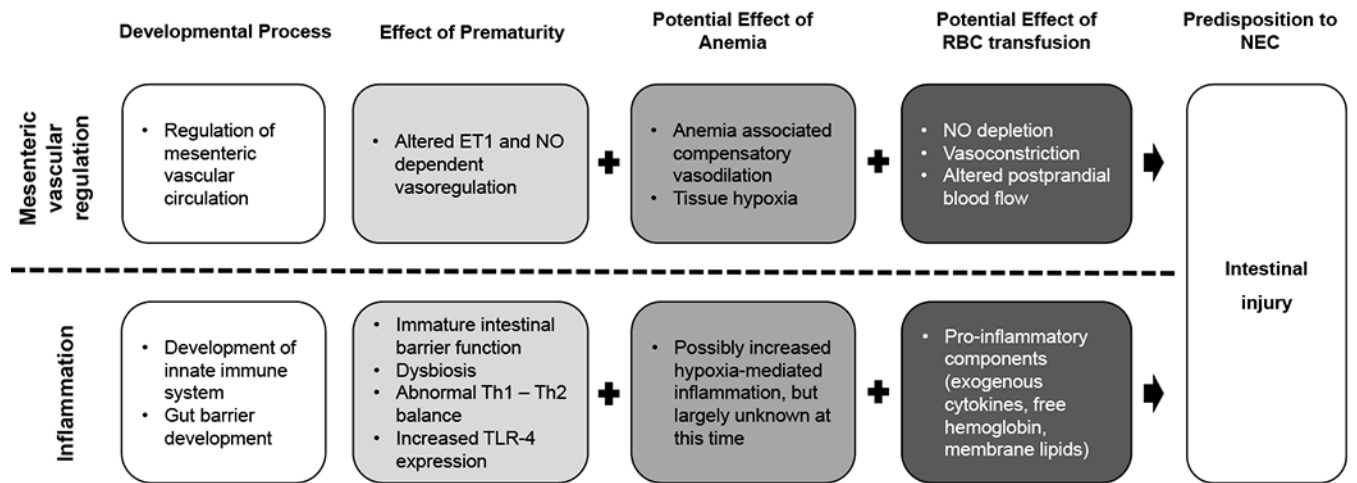 Developmental Process
Effect of Prematurity
Potential Effect of
Anemia
Potential Effect of
RBC transfusion
Predisposition to
NEC
Mesenteric
vascular
regulation
• Regulation of
mesenteric
vascular
circulation
• Altered ET1 and NO
dependent
vasoregulation
+
• Anemia associated
compensatory
vasodilation
• Tissue hypoxia
+
• NO depletion
• Vasoconstriction
• Altered postprandial
blood flow
Inflammation
• Development of
innate immune
system
• Gut barrier
development
• Immature intestinal
barrier function
• Dysbiosis
• Abnormal Th1 – Th2
balance
• Increased TLR-4
expression
+
• Possibly increased
hypoxia-mediated
inflammation, but
largely unknown at
this time
+
• Pro-inflammatory
components
(exogenous
cytokines, free
hemoglobin,
membrane lipids)
Intestinal
injury